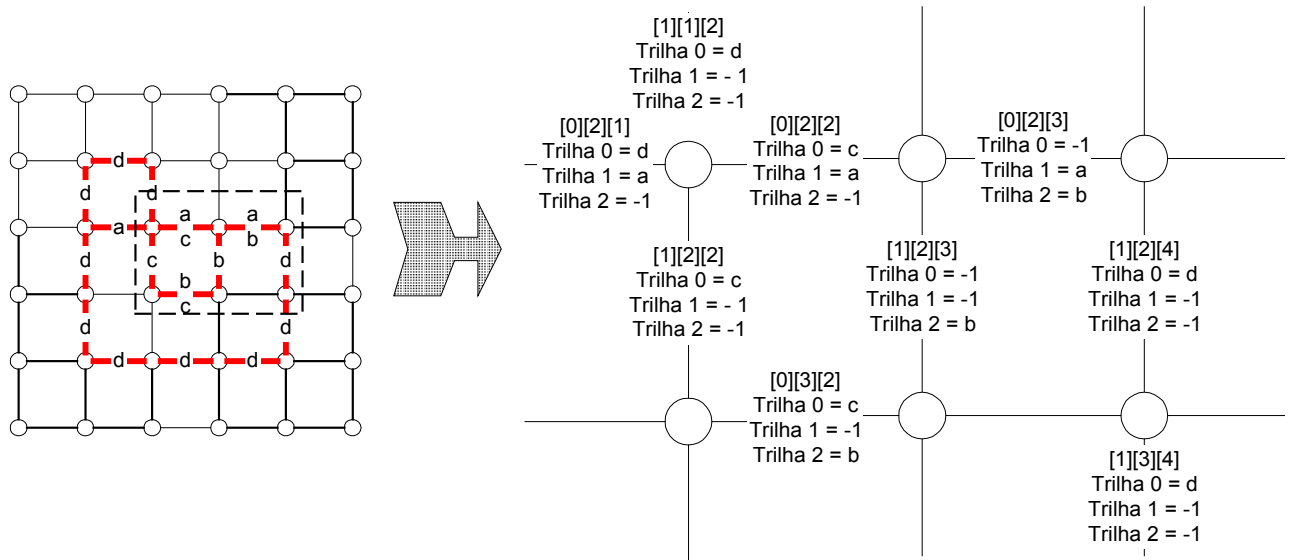 d
d
d
a
a
a
c
b
d
c
b
d
b
c
d
d
d
d
d
[1][1][2]
Trilha 0 = d
Trilha 1 = - 1
Trilha 2 = -1
[0][2][1]
Trilha 0 = d
Trilha 1 = a
Trilha 2 = -1
[0][2][2]
Trilha 0 = c
Trilha 1 = a
Trilha 2 = -1
[0][2][3]
Trilha 0 = -1
Trilha 1 = a
Trilha 2 = b
[1][2][2]
Trilha 0 = c
Trilha 1 = - 1
Trilha 2 = -1
[1][2][3]
Trilha 0 = -1
Trilha 1 = -1
Trilha 2 = b
[1][2][4]
Trilha 0 = d
Trilha 1 = -1
Trilha 2 = -1
[0][3][2]
Trilha 0 = c
Trilha 1 = -1
Trilha 2 = b
[1][3][4]
Trilha 0 = d
Trilha 1 = -1
Trilha 2 = -1